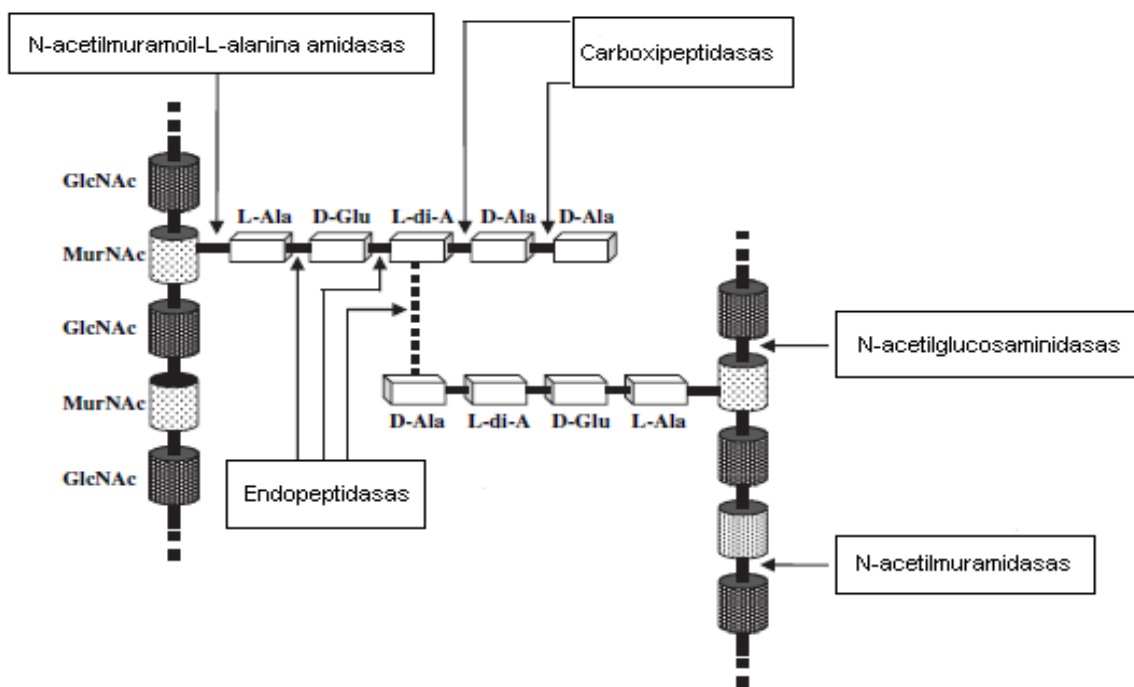 N-acetilmuramoil-L-alanina amidasas
Carboxipeptidasas
GlcNAc
L-Ala D-Glu L-di-A D-Ala D-Ala
MurNAc
GlcNAc
N-acetilglucosaminidasas
MurNAc
D-Ala L-di-A D-Glu L-Ala
GlcNAc
Endopeptidasas
N-acetilmuramidasas